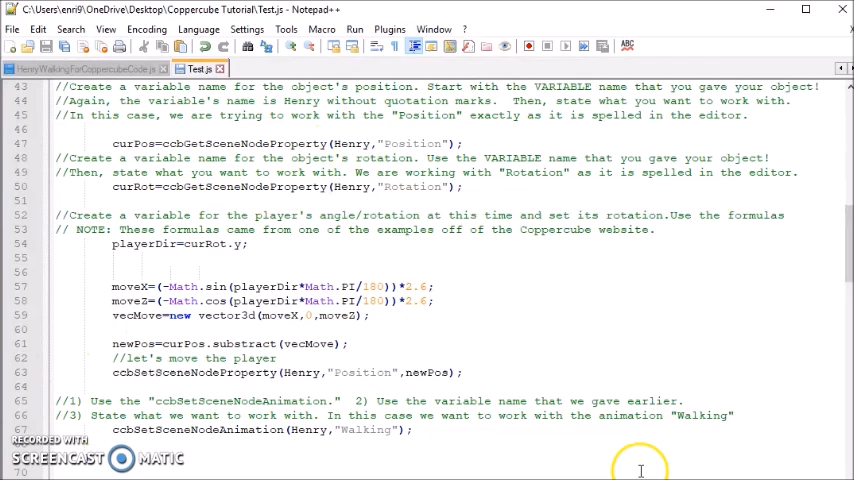 C:\Users\enri9\OneDrive\Desktop\Coppercube Tutorial\Test.js - Notepad++
File Edit Search View Encoding Language Settings Tools Macro Run Plugins Window ? X
HenryWalkingForCoppercubeCode.js Test.js
43 //Create a variable name for the object's position. Start with the VARIABLE name that you gave your object!
44 //Again, the variable's name is Henry without quotation marks. Then, state what you want to work with.
45 //In this case, we are trying to work with the "Position" exactly as it is spelled in the editor.
46
47 curPos=ccbGetSceneNodeProperty(Henry,"Position");
48 //Create a variable name for the object's rotation. Use the VARIABLE name that you gave your object!
49 //Then, state what you want to work with. We are working with "Rotation" as it is spelled in the editor.
50 curRot=ccbGetSceneNodeProperty(Henry,"Rotation");
51
52 //Create a variable for the player's angle/rotation at this time and set its rotation.Use the formulas
53 // NOTE: These formulas came from one of the examples off of the Coppercube website.
54 playerDir=curRot.y;
55
56
57 moveX=(-Math.sin(playerDir*Math.PI/180))*2.6;
58 moveZ=(-Math.cos(playerDir*Math.PI/180))*2.6;
59 vecMove=new vector3d(moveX,0,moveZ);
60
61 newPos=curPos.substract(vecMove);
62 //let's move the player
63 ccbSetSceneNodeProperty(Henry,"Position",newPos);
64
65 //1) Use the "ccbSetSceneNodeAnimation." 2) Use the variable name that we gave earlier.
66 //3) State what we want to work with. In this case we want to work with the animation "Walking"
67 ccbSetSceneNodeAnimation(Henry,"Walking");
RECORDED WITH
SCREENCAST MATIC
70